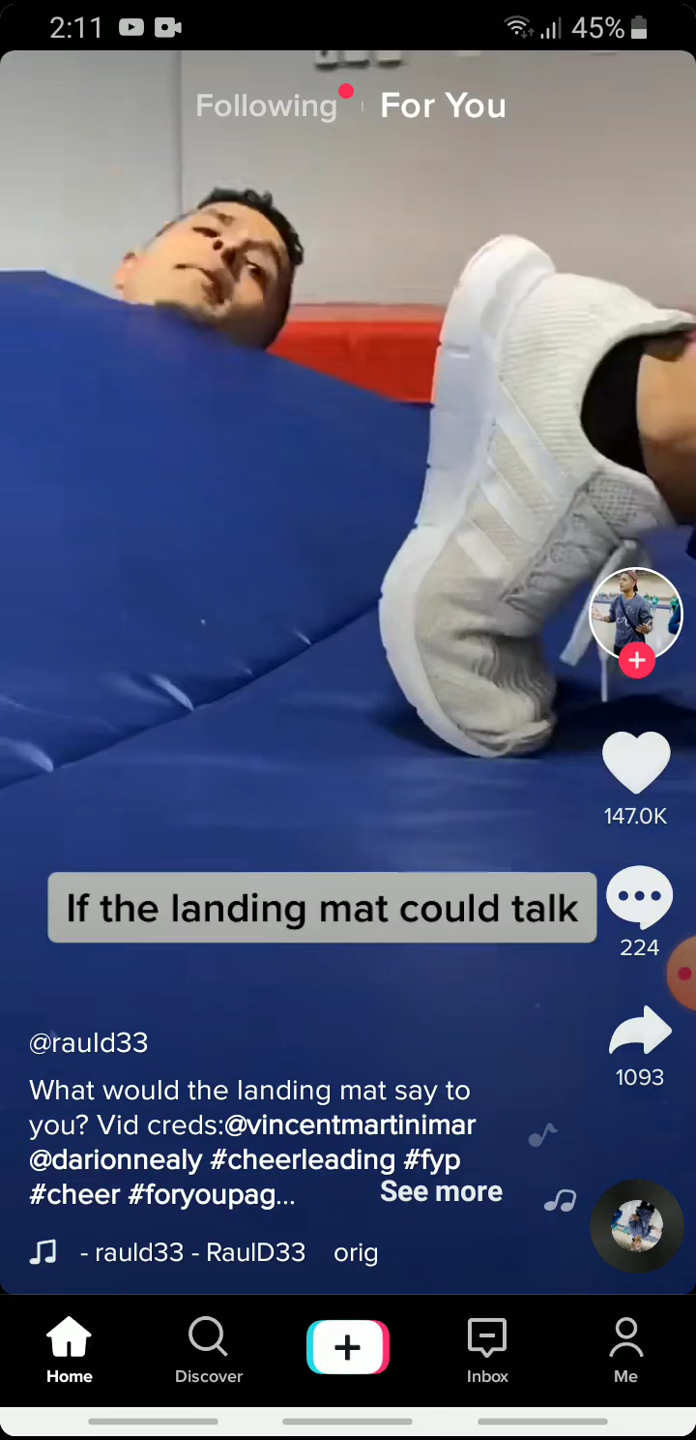 2:11
45%
Following
For You
147.0K
If the landing mat could talk
224
@rauld33
1093
What would the landing mat say to
you? Vid creds:@vincentmartinimar
@darionnealy #cheerleading #fyp
#cheer #foryoupag... See more
- rauld33 - RaulD33 orig
Home
Discover
Inbox
Me